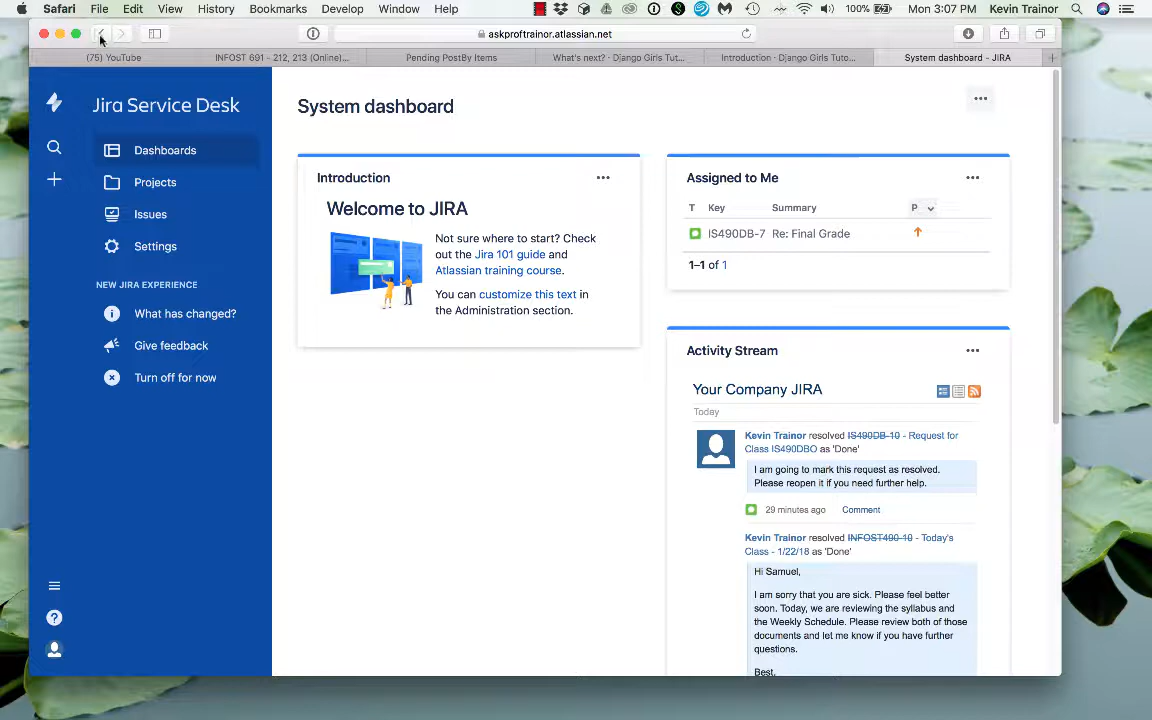 Safari File Edit View History Bookmarks Develop Window Help 100% Mon 3:07 PM Kevin Trainor
askproftrainor.atlassian.net
(75) YouTube INFOST 691 - 212, 213 (Online)... Pending PostBy Items What's next? · Django Girls Tut... Introduction · Django Girls Tuto... System dashboard - JIRA
Jira Service Desk
Dashboards
Projects
Issues
Settings
NEW JIRA EXPERIENCE
What has changed?
Give feedback
Turn off for now
System dashboard
Introduction
Welcome to JIRA
Not sure where to start? Check
out the Jira 101 guide and
Atlassian training course.
You can customize this text in
the Administration section.
Assigned to Me
T Key Summary P
IS490DB-7 Re: Final Grade
1–1 of 1
Activity Stream
Your Company JIRA
Today
Kevin Trainor resolved IS490DB-10 - Request for
Class IS490DBO as 'Done'
I am going to mark this request as resolved.
Please reopen it if you need further help.
29 minutes ago Comment
Kevin Trainor resolved INFOST490-10 - Today's
Class - 1/22/18 as 'Done'
Hi Samuel,
I am sorry that you are sick. Please feel better
soon. Today, we are reviewing the syllabus and
the Weekly Schedule. Please review both of those
documents and let me know if you have further
questions.
Best,